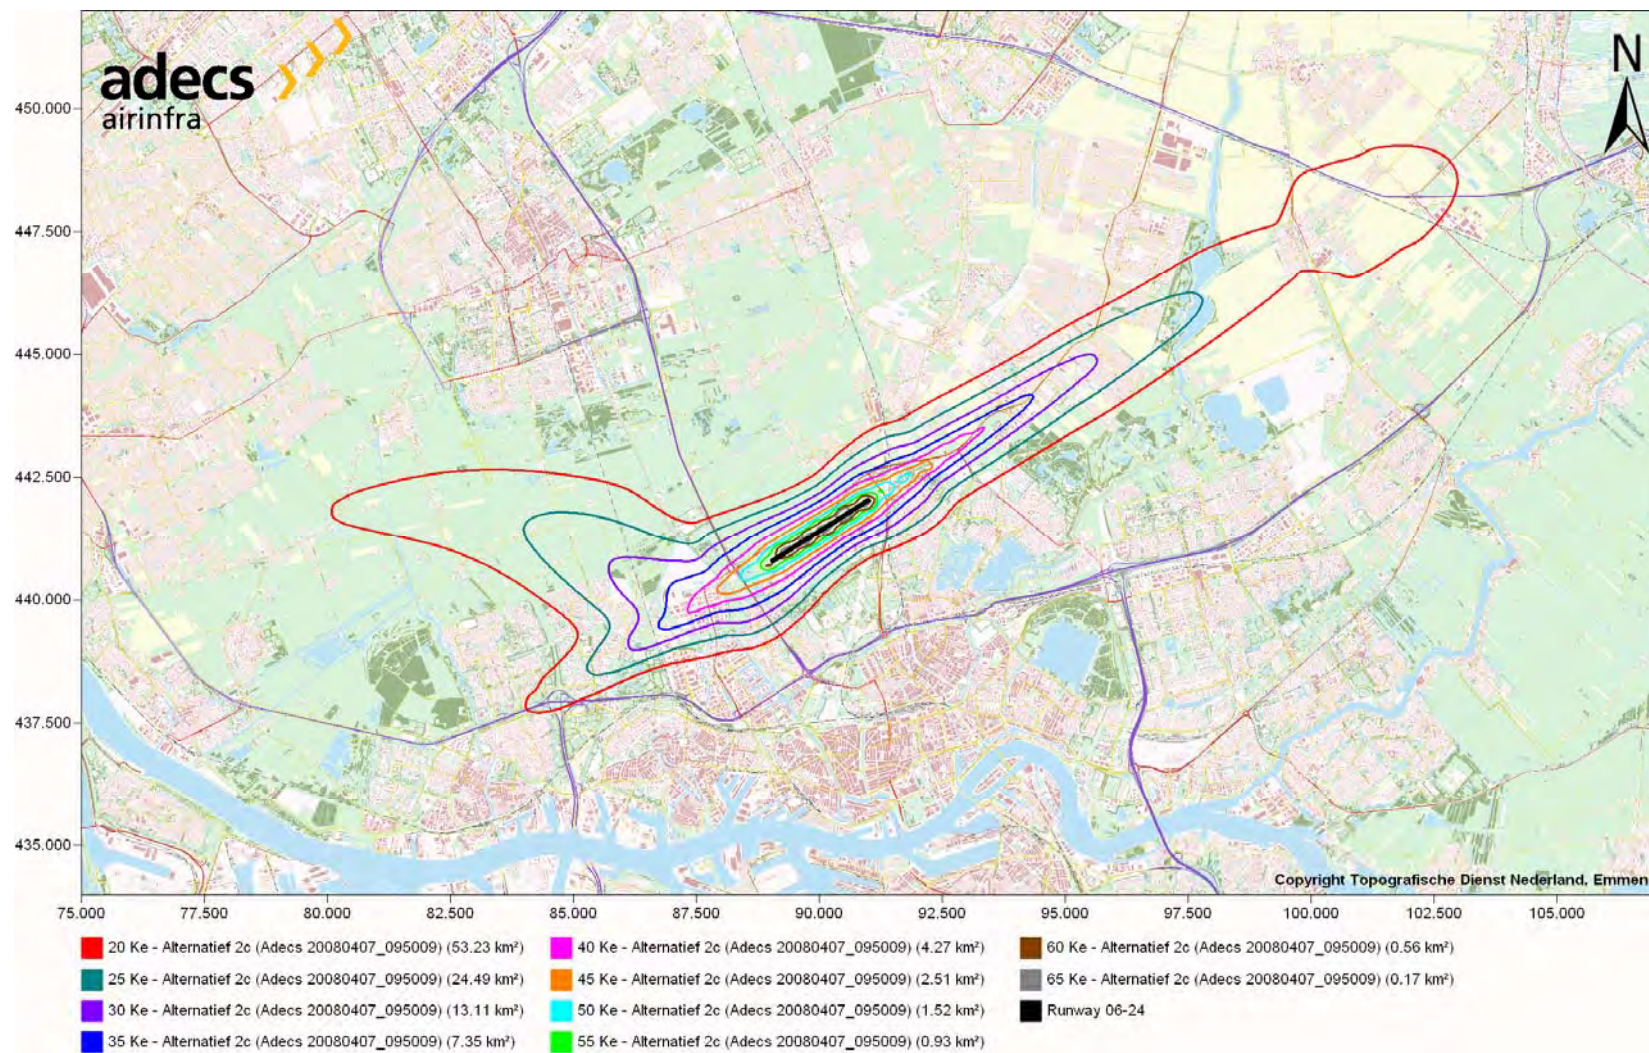 adecs
airinfra
N
450.000
447.500
445.000
442.500
440.000
437.500
435.000
Copyright Topografische Dienst Nederland, Emmen
75.000 77.500 80.000 82.500 85.000 87.500 90.000 92.500 95.000 97.500 100.000 102.500 105.000
20 Ke - Alternatief 2c (Adecs 20080407_095009) (53.23 km²) 40 Ke - Alternatief 2c (Adecs 20080407_095009) (4.27 km²) 60 Ke - Alternatief 2c (Adecs 20080407_095009) (0.56 km²)
25 Ke - Alternatief 2c (Adecs 20080407_095009) (24.49 km²) 45 Ke - Alternatief 2c (Adecs 20080407_095009) (2.51 km²) 65 Ke - Alternatief 2c (Adecs 20080407_095009) (0.17 km²)
30 Ke - Alternatief 2c (Adecs 20080407_095009) (13.11 km²) 50 Ke - Alternatief 2c (Adecs 20080407_095009) (1.52 km²) Runway 06-24
35 Ke - Alternatief 2c (Adecs 20080407_095009) (7.35 km²) 55 Ke - Alternatief 2c (Adecs 20080407_095009) (0.93 km²)